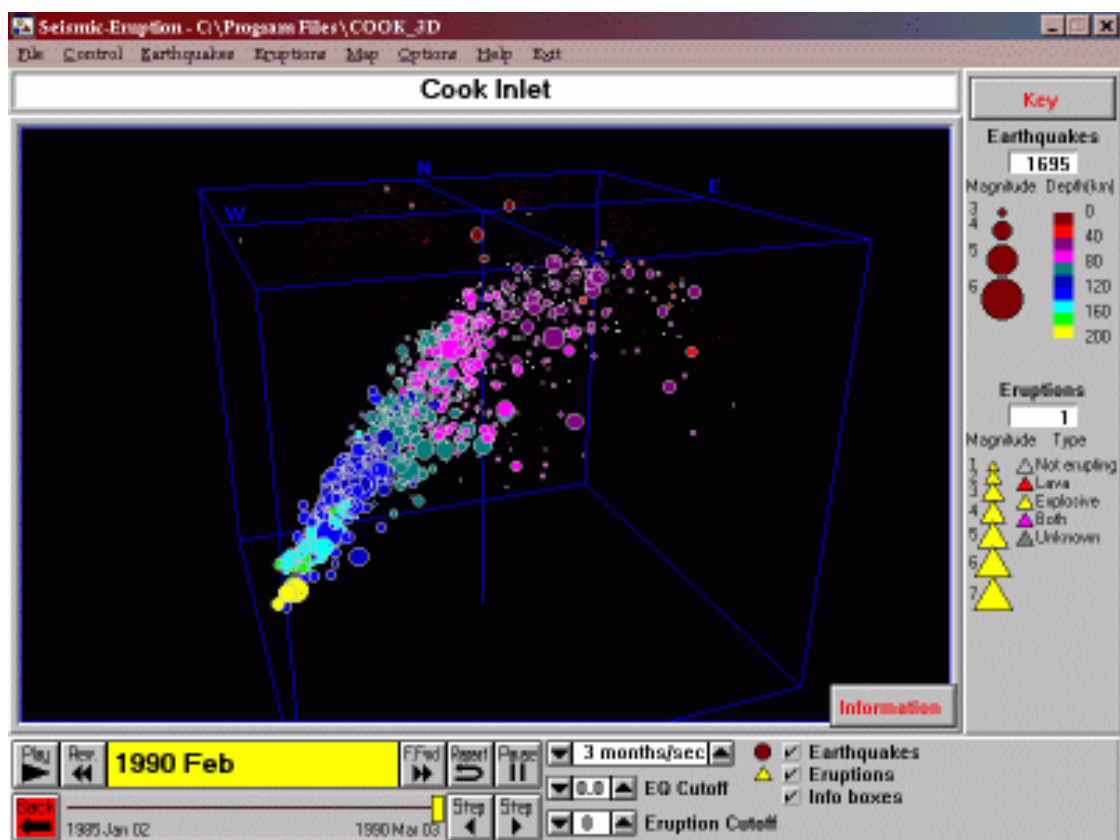 Seismic-Eruption - C:\Program Files\COOK_3D
File Control Earthquakes Eruptions Map Options Help Exit
Cook Inlet
Key
Earthquakes
1695
Magnitude Depth(km)
3
4
5
6
0
40
80
120
160
200
Eruptions
1
Magnitude Type
1
2
3
4
5
6
7
Not erupting
Lava
Explosive
Both
Unknown
N
W
E
S
Information
Play
Rev.
1990 Feb
F.Fwd
Repeat
Pause
3 months/sec
Earthquakes
Eruptions
Info boxes
0.0
EQ Cutoff
0
Eruption Cutoff
Back
1985 Jan 02
1990 Mar 03
Step
Step